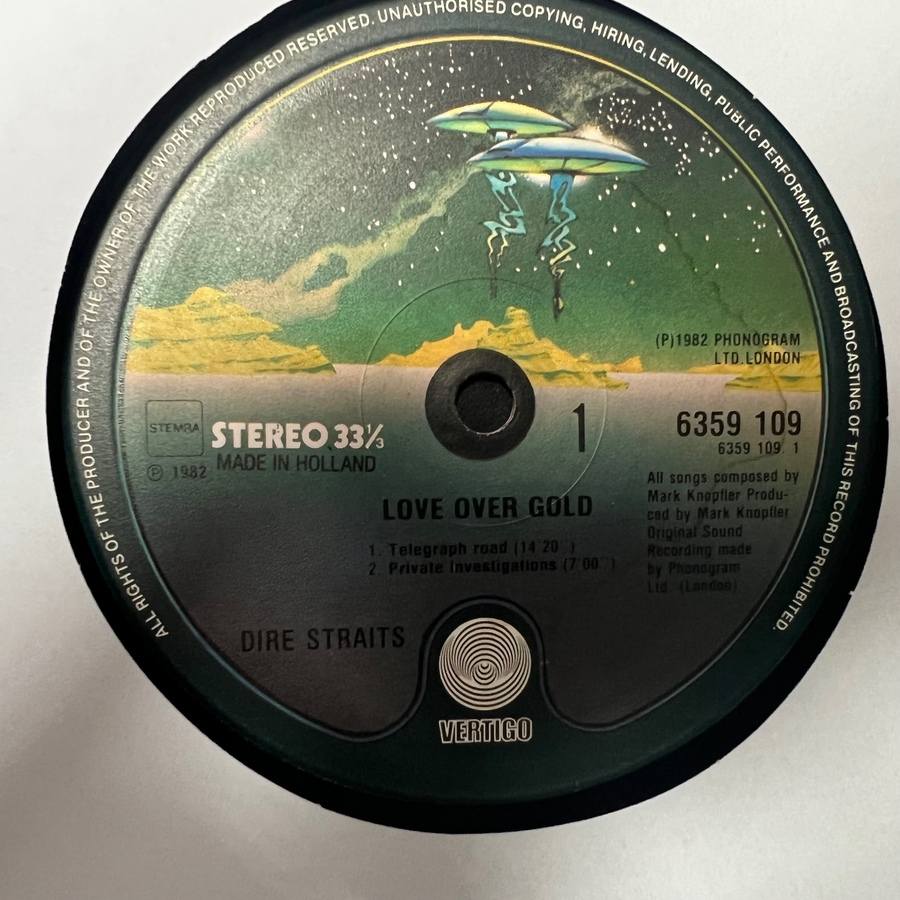 ALL RIGHTS OF THE PRODUCER AND OF THE OWNER OF THE WORK REPRODUCED RESERVED. UNAUTHORISED COPYING, HIRING, LENDING, PUBLIC PERFORMANCE AND BROADCASTING OF THIS RECORD PROHIBITED.
(P)1982 PHONOGRAM
LTD.LONDON
STEMRA
STEREO 33⅓
MADE IN HOLLAND
Ⓟ 1982
1
6359 109
6359 109. 1
All songs composed by
Mark Knopfler Produ-
ced by Mark Knopfler
Original Sound
Recording made
by Phonogram
Ltd. (London)
LOVE OVER GOLD
1. Telegraph road (14'20")
2. Private Investigations (7'00")
DIRE STRAITS
VERTIGO